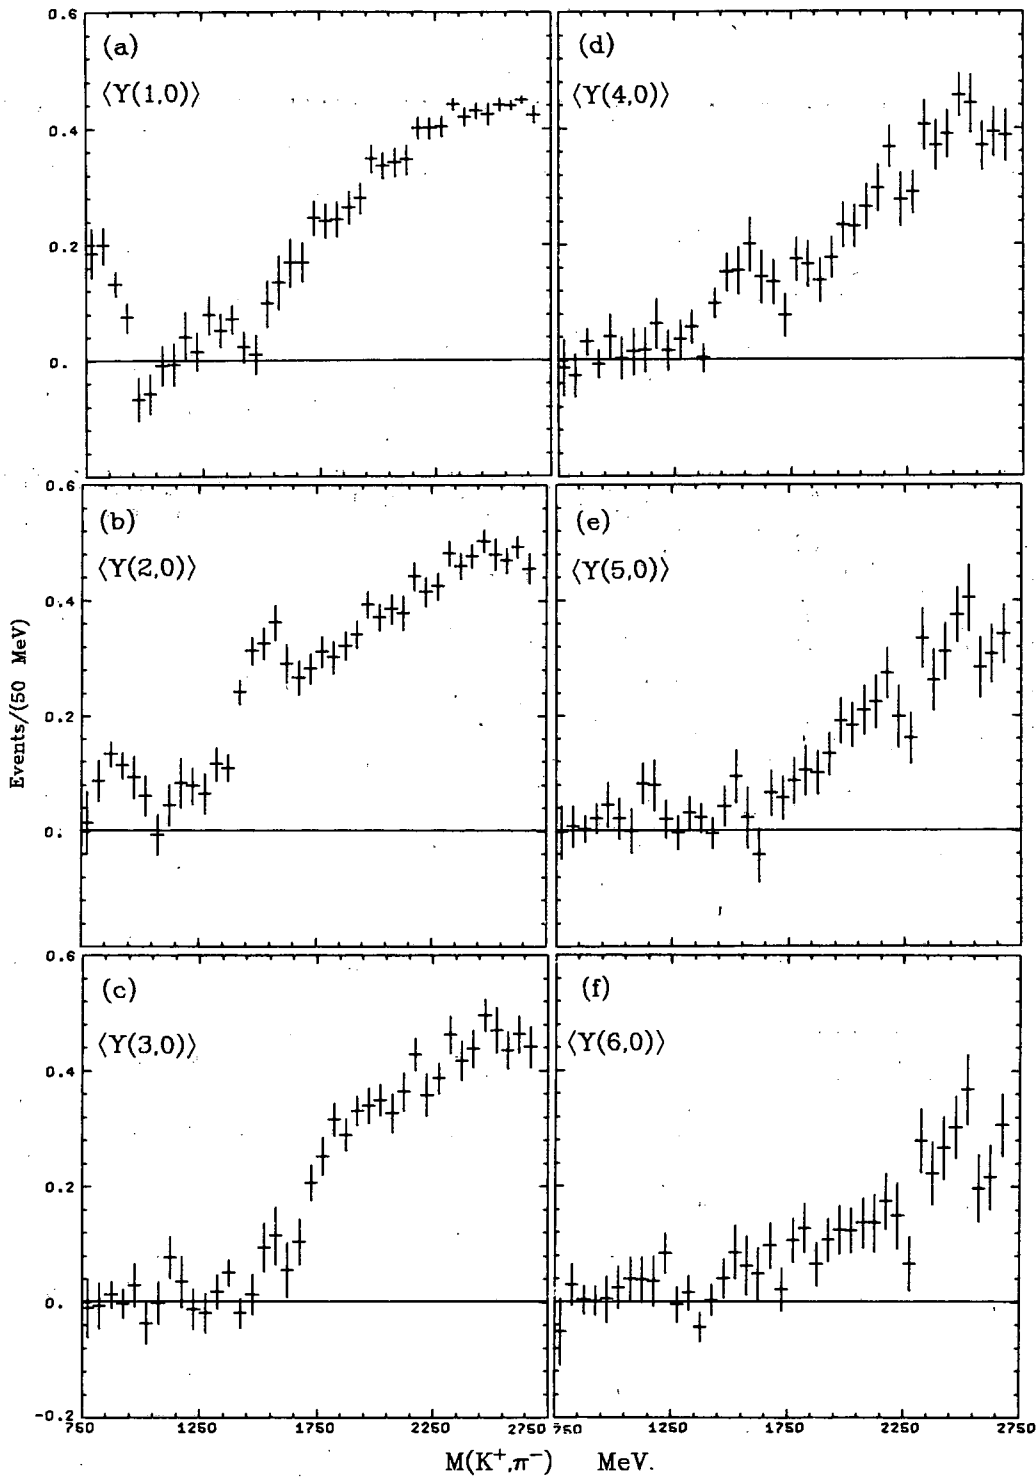 0.6
(a)
⟨Y(1,0)⟩
0.4
0.2
0.
(d)
⟨Y(4,0)⟩
0.6
(b)
⟨Y(2,0)⟩
0.4
0.2
0.
(e)
⟨Y(5,0)⟩
Events/(50 MeV)
0.6
(c)
⟨Y(3,0)⟩
0.4
0.2
0.
-0.2
(f)
⟨Y(6,0)⟩
750 1250 1750 2250 2750 750 1250 1750 2250 2750
M(K⁺,π⁻) MeV.